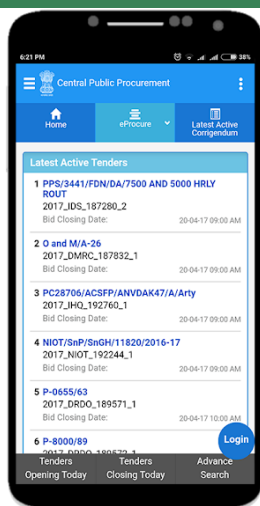 6:21 PM
38%
Central Public Procurement
Home
eProcure
Latest Active
Corrigendum
Latest Active Tenders
1 PPS/3441/FDN/DA/7500 AND 5000 HRLY
ROUT
2017_IDS_187280_2
Bid Closing Date: 20-04-17 09:00 AM
2 O and M/A-26
2017_DMRC_187832_1
Bid Closing Date: 20-04-17 09:00 AM
3 PC28706/ACSFP/ANVDAK47/A/Arty
2017_IHQ_192760_1
Bid Closing Date: 20-04-17 09:00 AM
4 NIOT/SnP/SnGH/11820/2016-17
2017_NIOT_192244_1
Bid Closing Date: 20-04-17 09:00 AM
5 P-0655/63
2017_DRDO_189571_1
Bid Closing Date: 20-04-17 10:00 AM
6 P-8000/89
2017_DRDO_189572_1
Login
Tenders
Opening Today
Tenders
Closing Today
Advance
Search